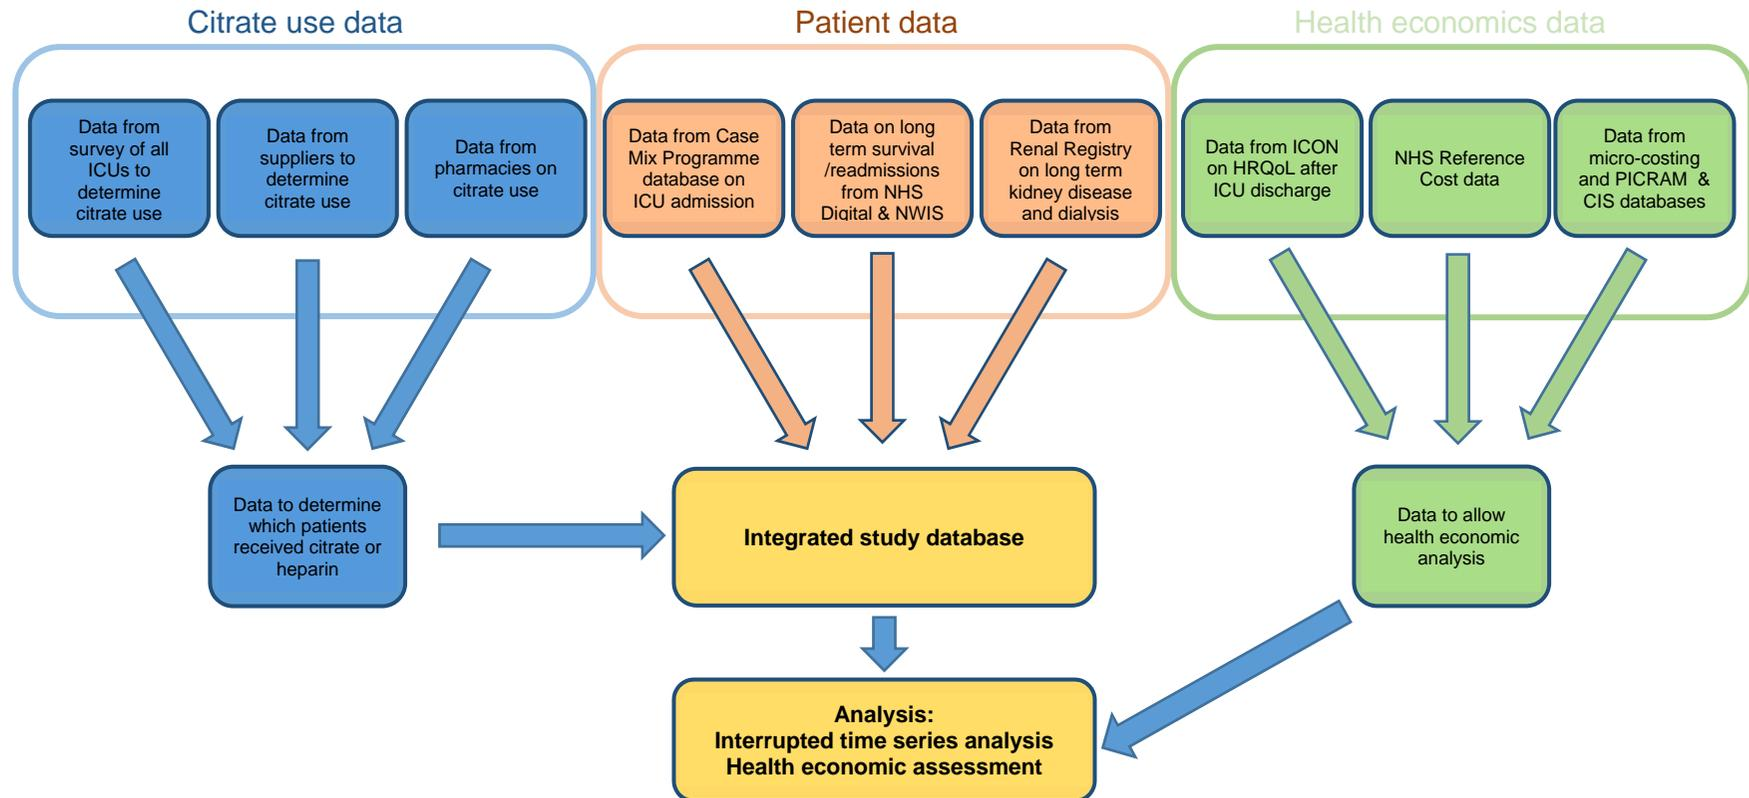 Citrate use data
Patient data
Health economics data
Data from
survey of all
ICUs to
determine
citrate use
Data from
suppliers to
determine
citrate use
Data from
pharmacies on
citrate use
Data from Case
Mix Programme
database on
ICU admission
Data on long
term survival
/readmissions
from NHS
Digital & NWIS
Data from
Renal Registry
on long term
kidney disease
and dialysis
Data from ICON
on HRQoL after
ICU discharge
NHS Reference
Cost data
Data from
micro-costing
and PICRAM &
CIS databases
Data to determine
which patients
received citrate or
heparin
Integrated study database
Data to allow
health economic
analysis
Analysis:
Interrupted time series analysis
Health economic assessment